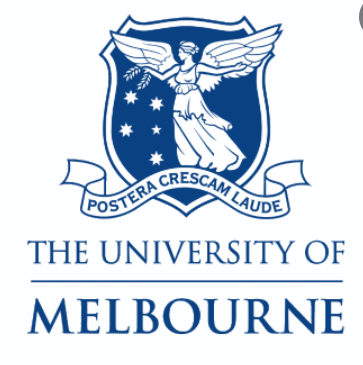 POSTERA CRESCAM LAUDE
THE UNIVERSITY OF
MELBOURNE